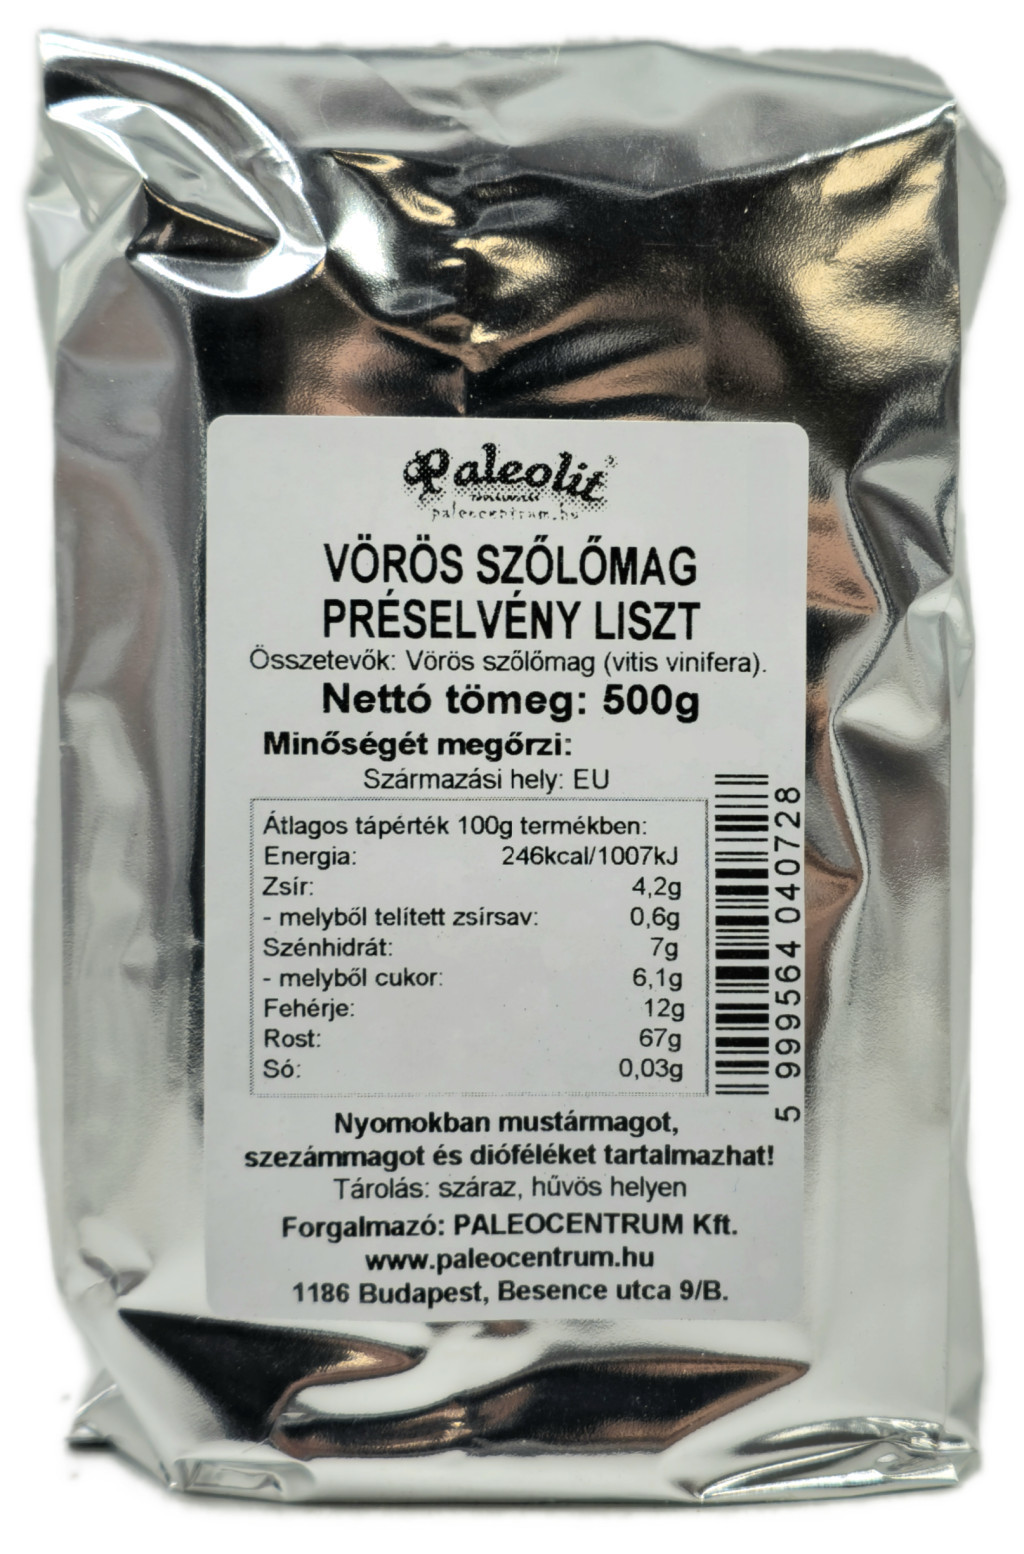 Paleolit
paleocentrum.hu
VÖRÖS SZŐLŐMAG
PRÉSELVÉNY LISZT
Összetevők: Vörös szőlőmag (vitis vinifera).
Nettó tömeg: 500g
Minőségét megőrzi:
Származási hely: EU
Átlagos tápérték 100g termékben:
Energia: 246kcal/1007kJ
Zsír: 4,2g
- melyből telített zsírsav: 0,6g
Szénhidrát: 7g
- melyből cukor: 6,1g
Fehérje: 12g
Rost: 67g
Só: 0,03g
5 999564 040728
Nyomokban mustármagot,
szezámmagot és dióféléket tartalmazhat!
Tárolás: száraz, hűvös helyen
Forgalmazó: PALEOCENTRUM Kft.
www.paleocentrum.hu
1186 Budapest, Besence utca 9/B.